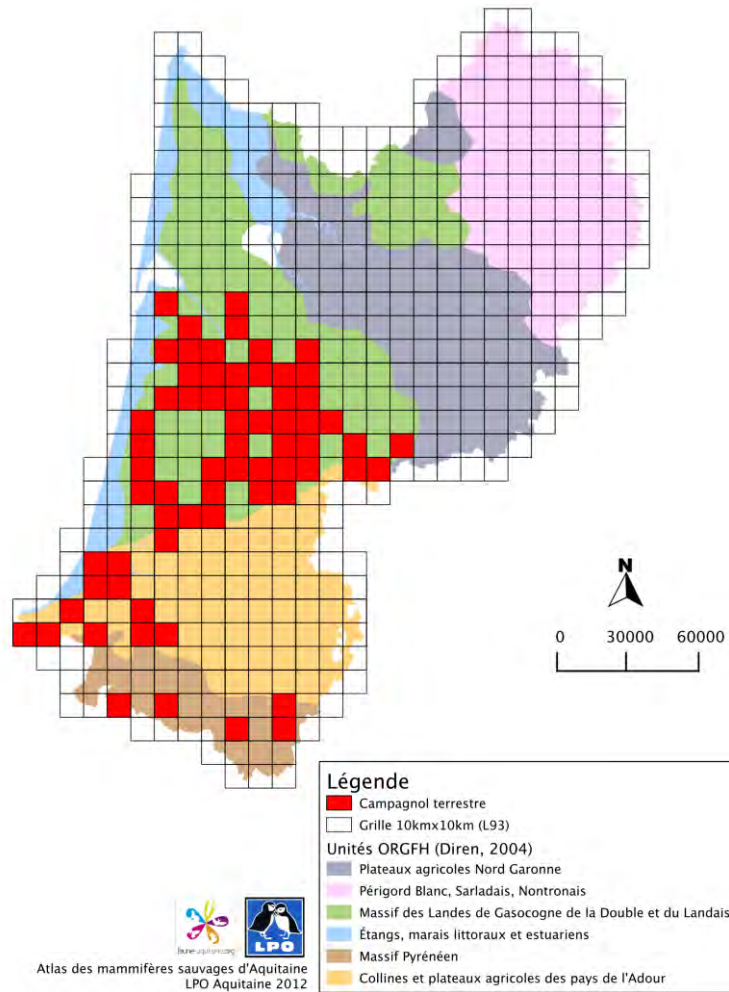 N
0 30000 60000
Légende
Campagnol terrestre
Grille 10kmx10km (L93)
Unités ORGFH (Diren, 2004)
Plateaux agricoles Nord Garonne
Périgord Blanc, Sarladais, Nontronais
Massif des Landes de Gasocogne de la Double et du Landais
Étangs, marais littoraux et estuariens
Massif Pyrénéen
Collines et plateaux agricoles des pays de l'Adour
LPO
Atlas des mammifères sauvages d'Aquitaine
LPO Aquitaine 2012